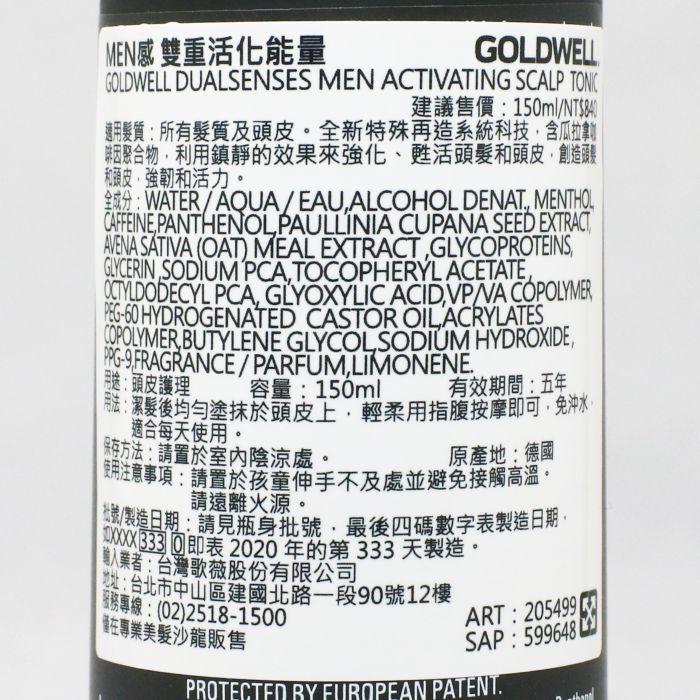 MEN感 雙重活化能量
GOLDWELL.
GOLDWELL DUALSENSES MEN ACTIVATING SCALP TONIC
建議售價：150ml/NT$840
適用髮質：所有髮質及頭皮。全新特殊再造系統科技，含瓜拉拿咖
啡因聚合物，利用鎮靜的效果來強化、甦活頭髮和頭皮，創造頭髮
和頭皮，強韌和活力。
全成分：WATER / AQUA / EAU,ALCOHOL DENAT., MENTHOL,
CAFFEINE,PANTHENOL,PAULLINIA CUPANA SEED EXTRACT,
AVENA SATIVA (OAT) MEAL EXTRACT ,GLYCOPROTEINS,
GLYCERIN ,SODIUM PCA,TOCOPHERYL ACETATE ,
OCTYLDODECYL PCA, GLYOXYLIC ACID,VP/VA COPOLYMER,
PEG-60 HYDROGENATED CASTOR OIL,ACRYLATES
COPOLYMER,BUTYLENE GLYCOL,SODIUM HYDROXIDE ,
PPG-9,FRAGRANCE / PARFUM,LIMONENE.
用途：頭皮護理 容量：150ml 有效期間：五年
用法：潔髮後均勻塗抹於頭皮上，輕柔用指腹按摩即可，免沖水，
適合每天使用。
保存方法：請置於室內陰涼處。 原產地：德國
使用注意事項：請置於孩童伸手不及處並避免接觸高溫。
請遠離火源。
批號/製造日期：請見瓶身批號，最後四碼數字表製造日期，
如XXXX 333 0 即表 2020 年的第 333 天製造。
輸入業者：台灣歌薇股份有限公司
地址：台北市中山區建國北路一段90號12樓
服務專線：(02)2518-1500
僅在專業美髮沙龍販售
ART : 205499
SAP : 599648
PROTECTED BY EUROPEAN PATENT.